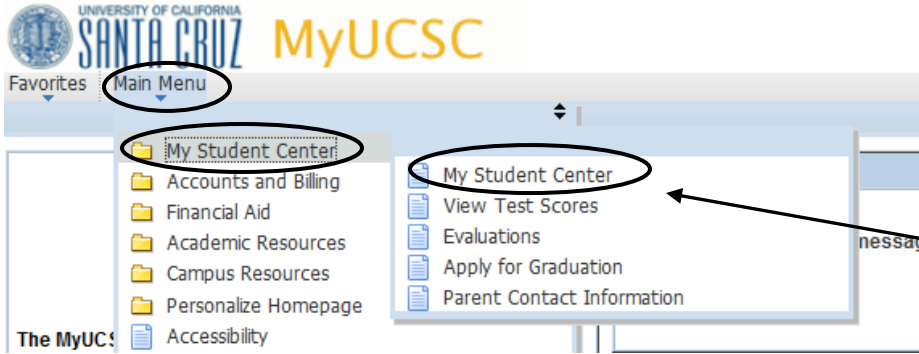 UNIVERSITY OF CALIFORNIA
SANTA CRUZ
MyUCSC
Favorites
Main Menu
My Student Center
Accounts and Billing
Financial Aid
Academic Resources
Campus Resources
Personalize Homepage
Accessibility
My Student Center
View Test Scores
Evaluations
Apply for Graduation
Parent Contact Information
The